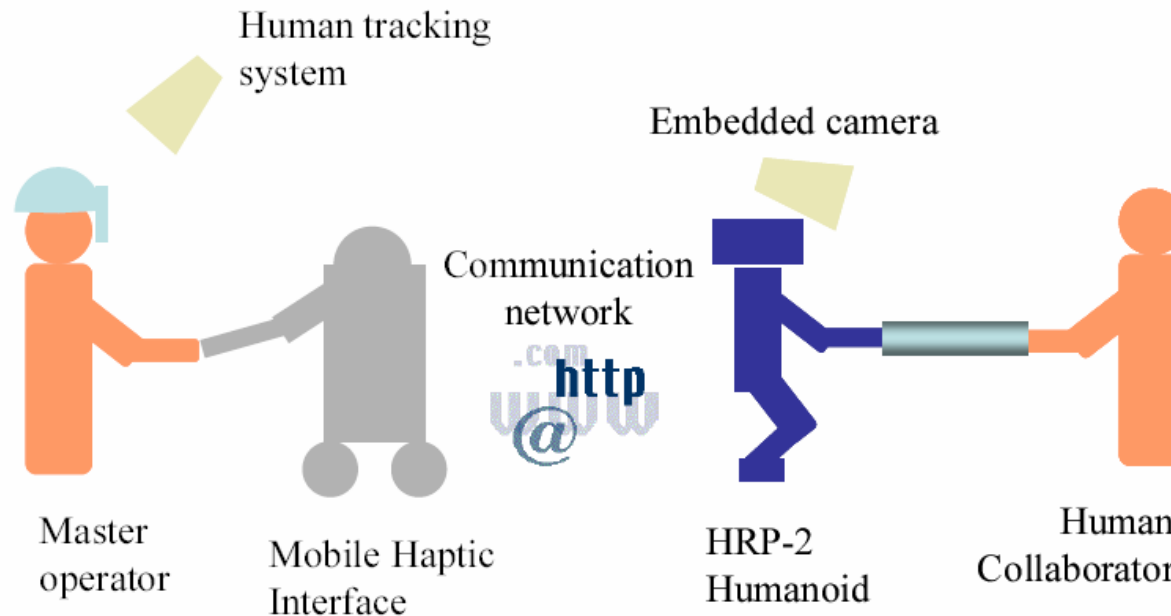 Human tracking
system
Embedded camera
Communication
network
.com
http
www
@
Master
operator
Mobile Haptic
Interface
HRP-2
Humanoid
Human
Collaborator